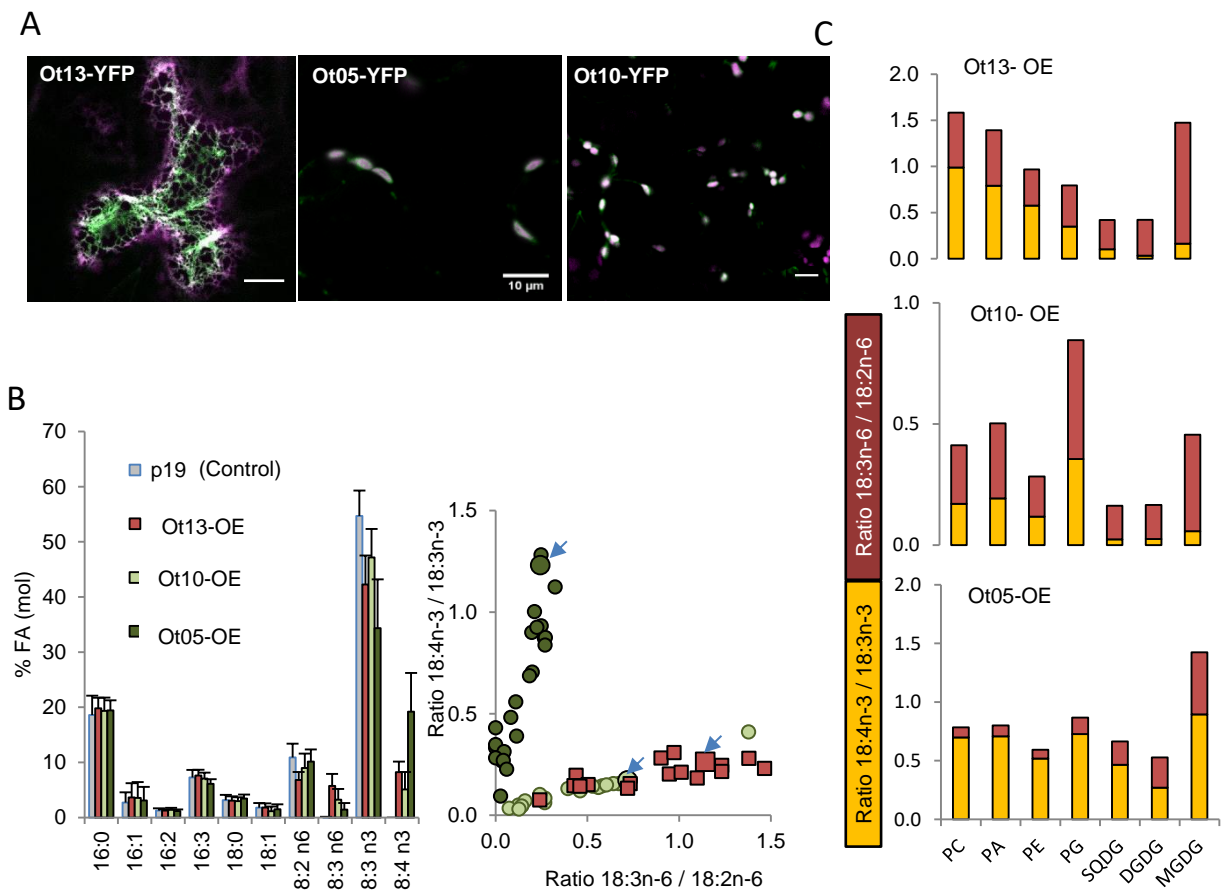 A
Ot13-YFP
Ot05-YFP
Ot10-YFP
10 µm
B
70
60
50
40
30
20
10
0
% FA (mol)
p19 (Control)
Ot13-OE
Ot10-OE
Ot05-OE
16:0
16:1
16:2
16:3
18:0
18:1
8:2 n6
8:3 n6
8:3 n3
8:4 n3
1.5
1.0
0.5
0.0
Ratio 18:4n-3 / 18:3n-3
0.0
0.5
1.0
1.5
Ratio 18:3n-6 / 18:2n-6
C
Ot13- OE
2.0
1.5
1.0
0.5
0.0
Ot10- OE
1.0
0.5
0.0
Ot05-OE
2.0
1.5
1.0
0.5
0.0
PC
PA
PE
PG
SQDG
DGDG
MGDG
Ratio 18:3n-6 / 18:2n-6
Ratio 18:4n-3 / 18:3n-3